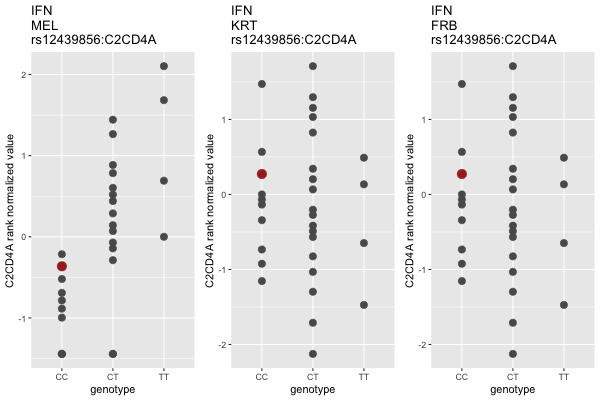 IFN
MEL
rs12439856:C2CD4A
C2CD4A rank normalized value
2
1
0
-1
CC CT TT
genotype
IFN
KRT
rs12439856:C2CD4A
C2CD4A rank normalized value
1
0
-1
-2
CC CT TT
genotype
IFN
FRB
rs12439856:C2CD4A
C2CD4A rank normalized value
1
0
-1
-2
CC CT TT
genotype